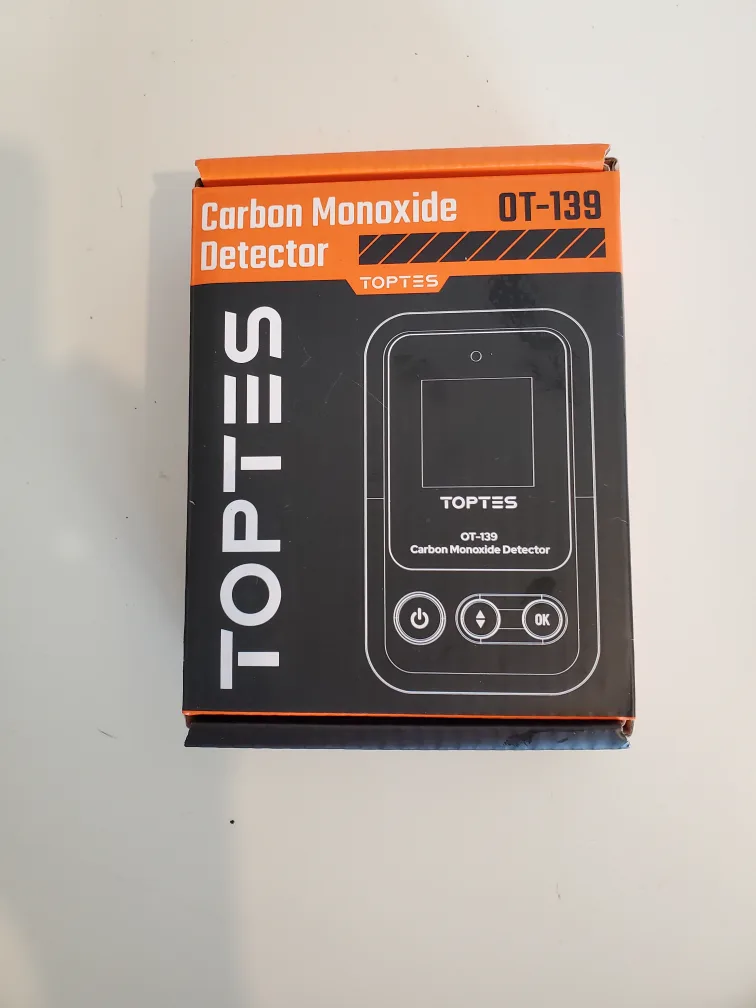 Carbon Monoxide
Detector
OT-139
TOPTES
TOPTES
TOPTES
OT-139
Carbon Monoxide Detector
OK